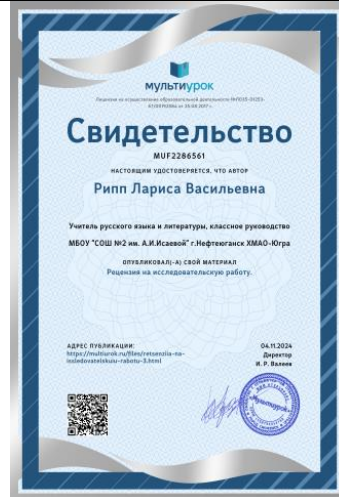 мультиурок
Свидетельство
MUF2286561
НАСТОЯЩИМ УДОСТОВЕРЯЕТСЯ, ЧТО АВТОР
Рипп Лариса Васильевна
Учитель русского языка и литературы, классное руководство
МБОУ "СОШ №2 им. А.И.Исаевой" г.Нефтеюганск ХМАО-Югра
ОПУБЛИКОВАЛ(-А) СВОЙ МАТЕРИАЛ
Рецензия на исследовательскую работу.
АДРЕС ПУБЛИКАЦИИ:
https://multiurok.ru/files/retsenziia-na-
issledovatelskuiu-rabotu-3.html
04.11.2024
Директор
И. Р. Валеев
Мультиурок